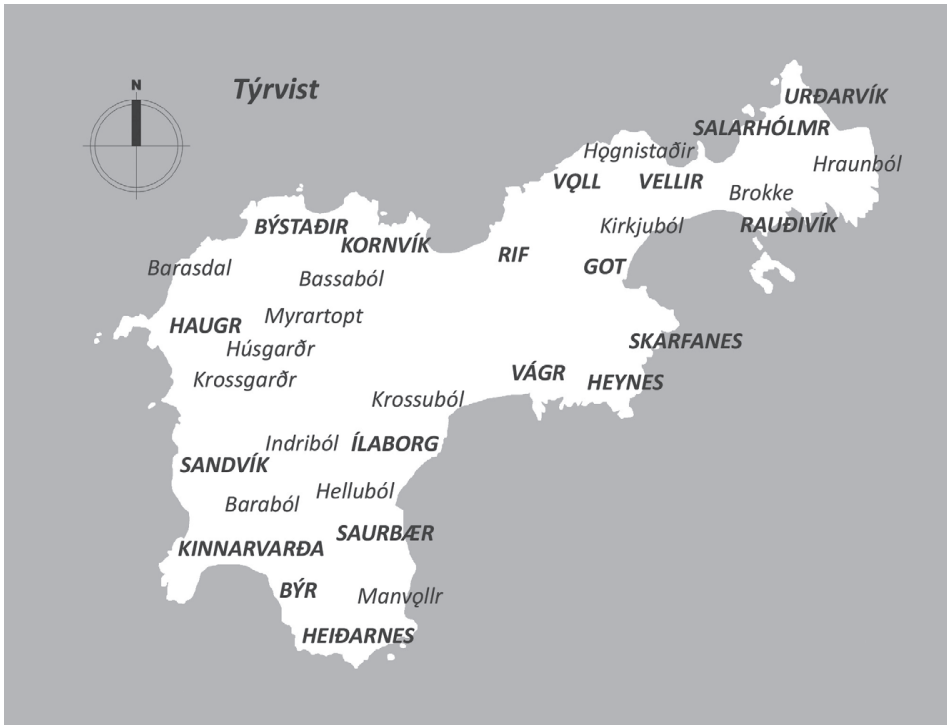 N
Týrvist
URÐARVÍK
SALARHÓLMR
Hǫgnistaðir
Hraunból
VǪLL
VELLIR
Brokke
BÝSTAÐIR
Kirkjuból
RAUÐIVÍK
KORNVÍK
RIF
Barasdal
GOT
Bassaból
Myrartopt
HAUGR
SKARFANES
Húsgarðr
VÁGR
Krossgarðr
HEYNES
Krossuból
Indriból
ÍLABORG
SANDVÍK
Helluból
Baraból
SAURBÆR
KINNARVARÐA
BÝR
Manvǫllr
HEIÐARNES